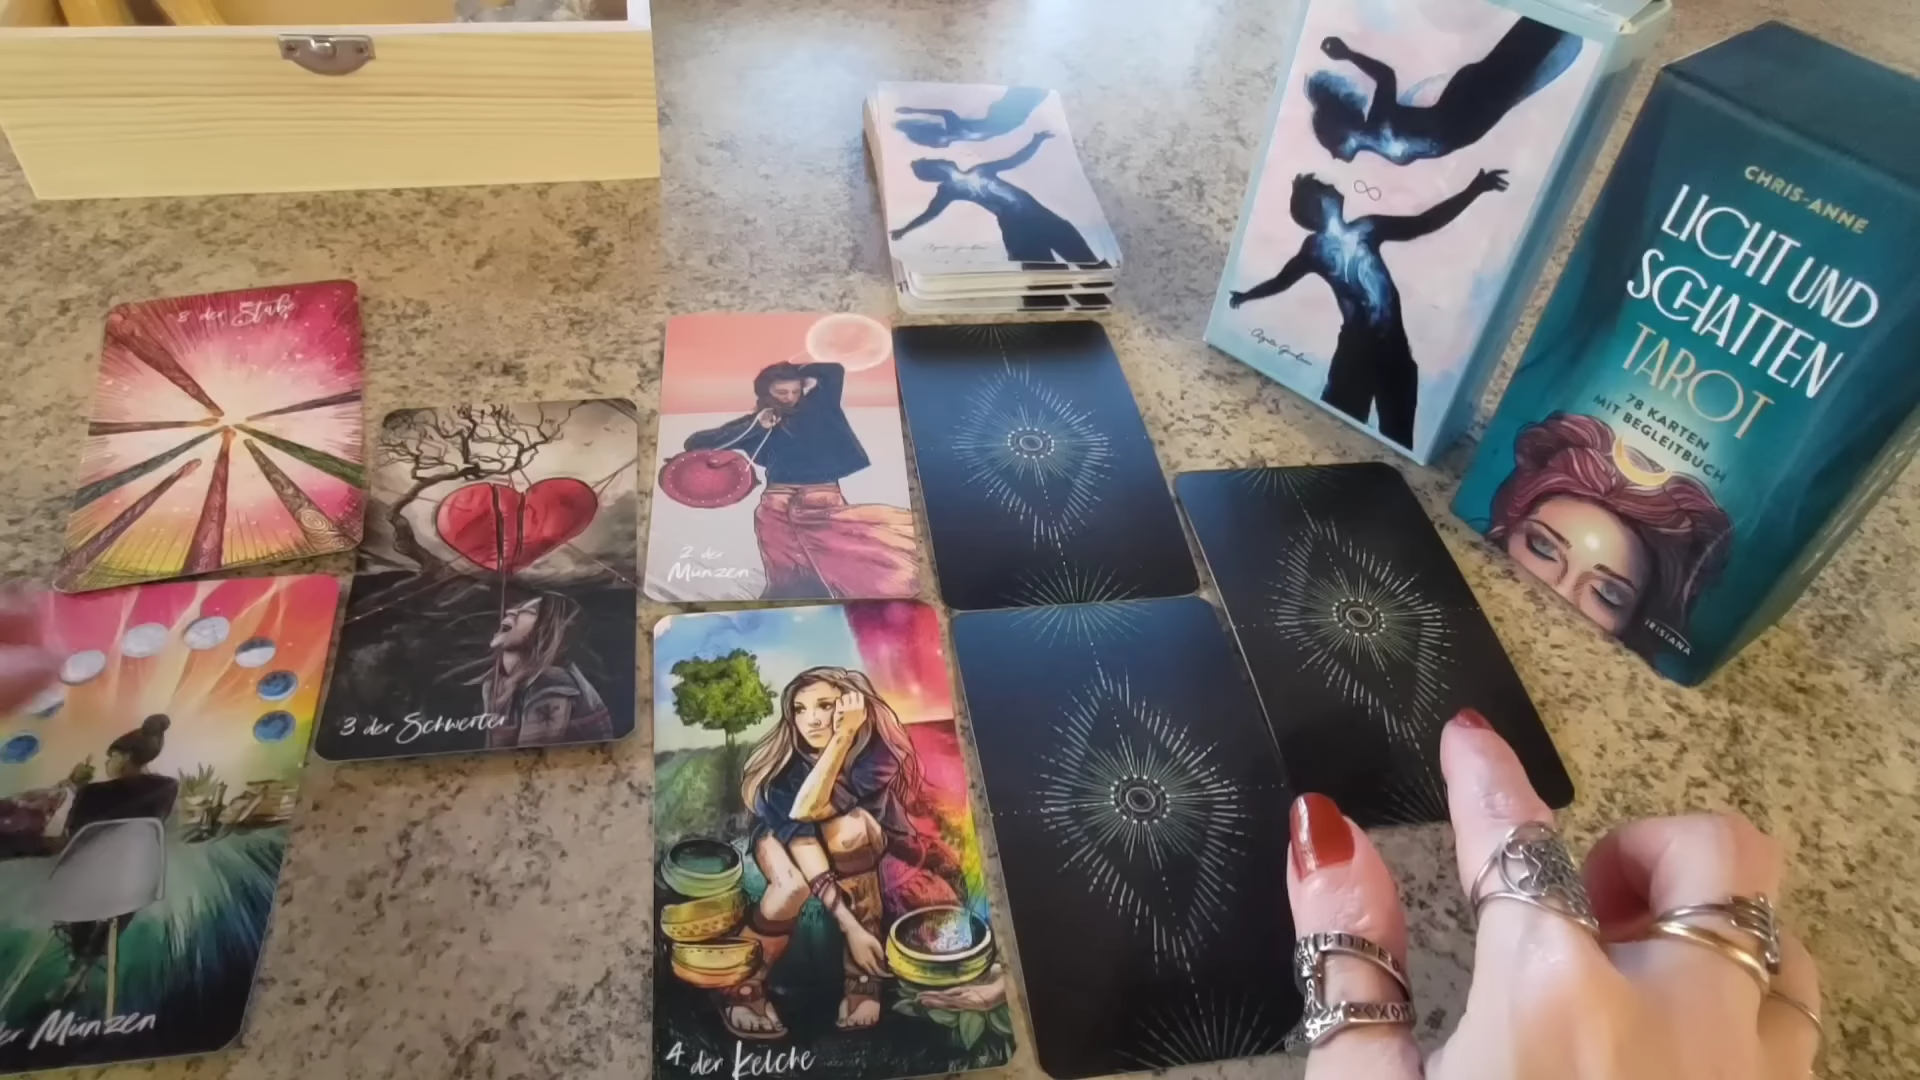 8 der Stäbe
3 der Schwerter
2 der
Münzen
der Münzen
4 der Kelche
CHRIS-ANNE
LICHT UND
SCHATTEN
TAROT
78 KARTEN
MIT BEGLEITBUCH
IRISIANA